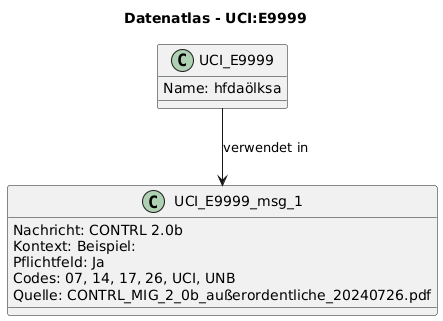 Datenatlas - UCI:E9999
C UCI_E9999
Name: hfdaölksa
verwendet in
C UCI_E9999_msg_1
Nachricht: CONTRL 2.0b
Kontext: Beispiel:
Pflichtfeld: Ja
Codes: 07, 14, 17, 26, UCI, UNB
Quelle: CONTRL_MIG_2_0b_außerordentliche_20240726.pdf